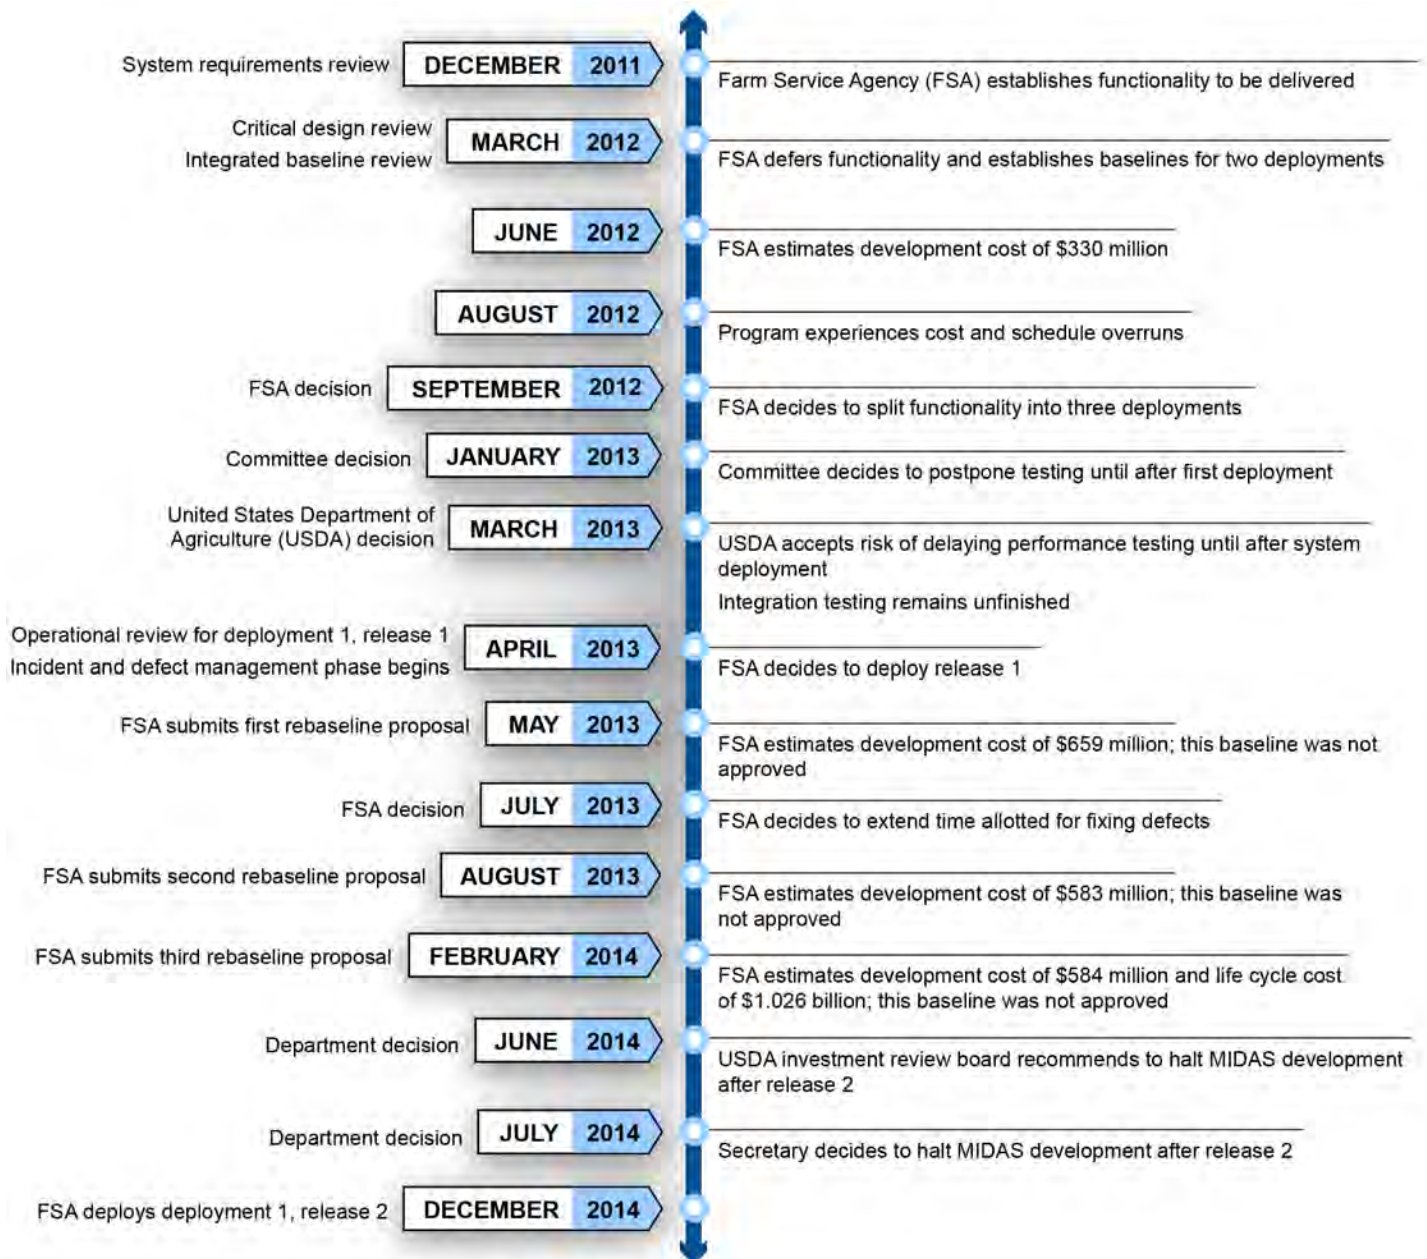 System requirements review
DECEMBER 2011
Farm Service Agency (FSA) establishes functionality to be delivered
Critical design review
Integrated baseline review
MARCH 2012
FSA defers functionality and establishes baselines for two deployments
JUNE 2012
FSA estimates development cost of $330 million
AUGUST 2012
Program experiences cost and schedule overruns
FSA decision
SEPTEMBER 2012
FSA decides to split functionality into three deployments
Committee decision
JANUARY 2013
Committee decides to postpone testing until after first deployment
United States Department of
Agriculture (USDA) decision
MARCH 2013
USDA accepts risk of delaying performance testing until after system
deployment
Integration testing remains unfinished
Operational review for deployment 1, release 1
Incident and defect management phase begins
APRIL 2013
FSA decides to deploy release 1
FSA submits first rebaseline proposal
MAY 2013
FSA estimates development cost of $659 million; this baseline was not
approved
FSA decision
JULY 2013
FSA decides to extend time allotted for fixing defects
FSA submits second rebaseline proposal
AUGUST 2013
FSA estimates development cost of $583 million; this baseline was
not approved
FSA submits third rebaseline proposal
FEBRUARY 2014
FSA estimates development cost of $584 million and life cycle cost
of $1.026 billion; this baseline was not approved
Department decision
JUNE 2014
USDA investment review board recommends to halt MIDAS development
after release 2
Department decision
JULY 2014
Secretary decides to halt MIDAS development after release 2
FSA deploys deployment 1, release 2
DECEMBER 2014